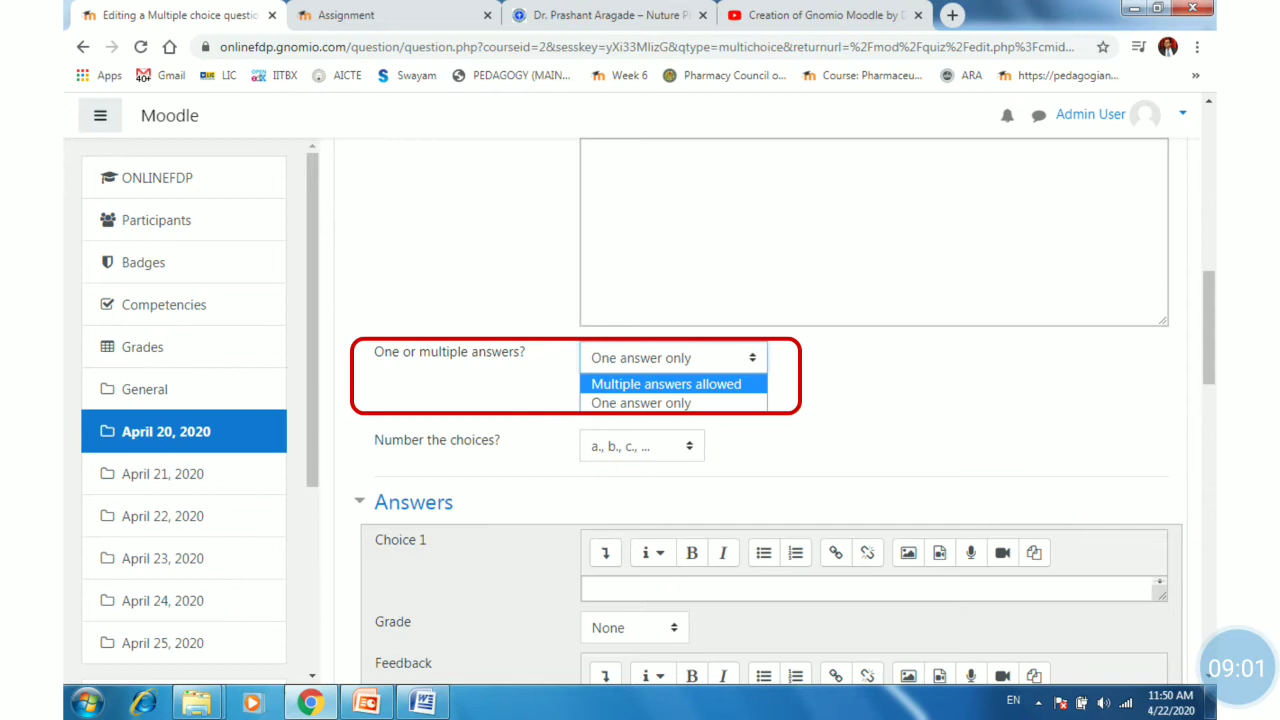 Editing a Multiple choice questio
Assignment
Dr. Prashant Aragade – Nuture P
Creation of Gnomio Moodle by D
onlinefdp.gnomio.com/question/question.php?courseid=2&sesskey=yXi33MlizG&qtype=multichoice&returnurl=%2Fmod%2Fquiz%2Fedit.php%3Fcmid...
Apps
40+
Gmail
LIC
OPEN edX
IITBX
AICTE
Swayam
PEDAGOGY (MAIN...
Week 6
Pharmacy Council o...
Course: Pharmaceu...
ARA
https://pedagogian...
»
Moodle
Admin User
ONLINEFDP
Participants
Badges
Competencies
Grades
General
April 20, 2020
April 21, 2020
April 22, 2020
April 23, 2020
April 24, 2020
April 25, 2020
One or multiple answers?
One answer only
Multiple answers allowed
One answer only
Number the choices?
a., b., c., ...
Answers
Choice 1
i B I
Grade
None
Feedback
i B I
09:01
EN
11:50 AM
4/22/2020